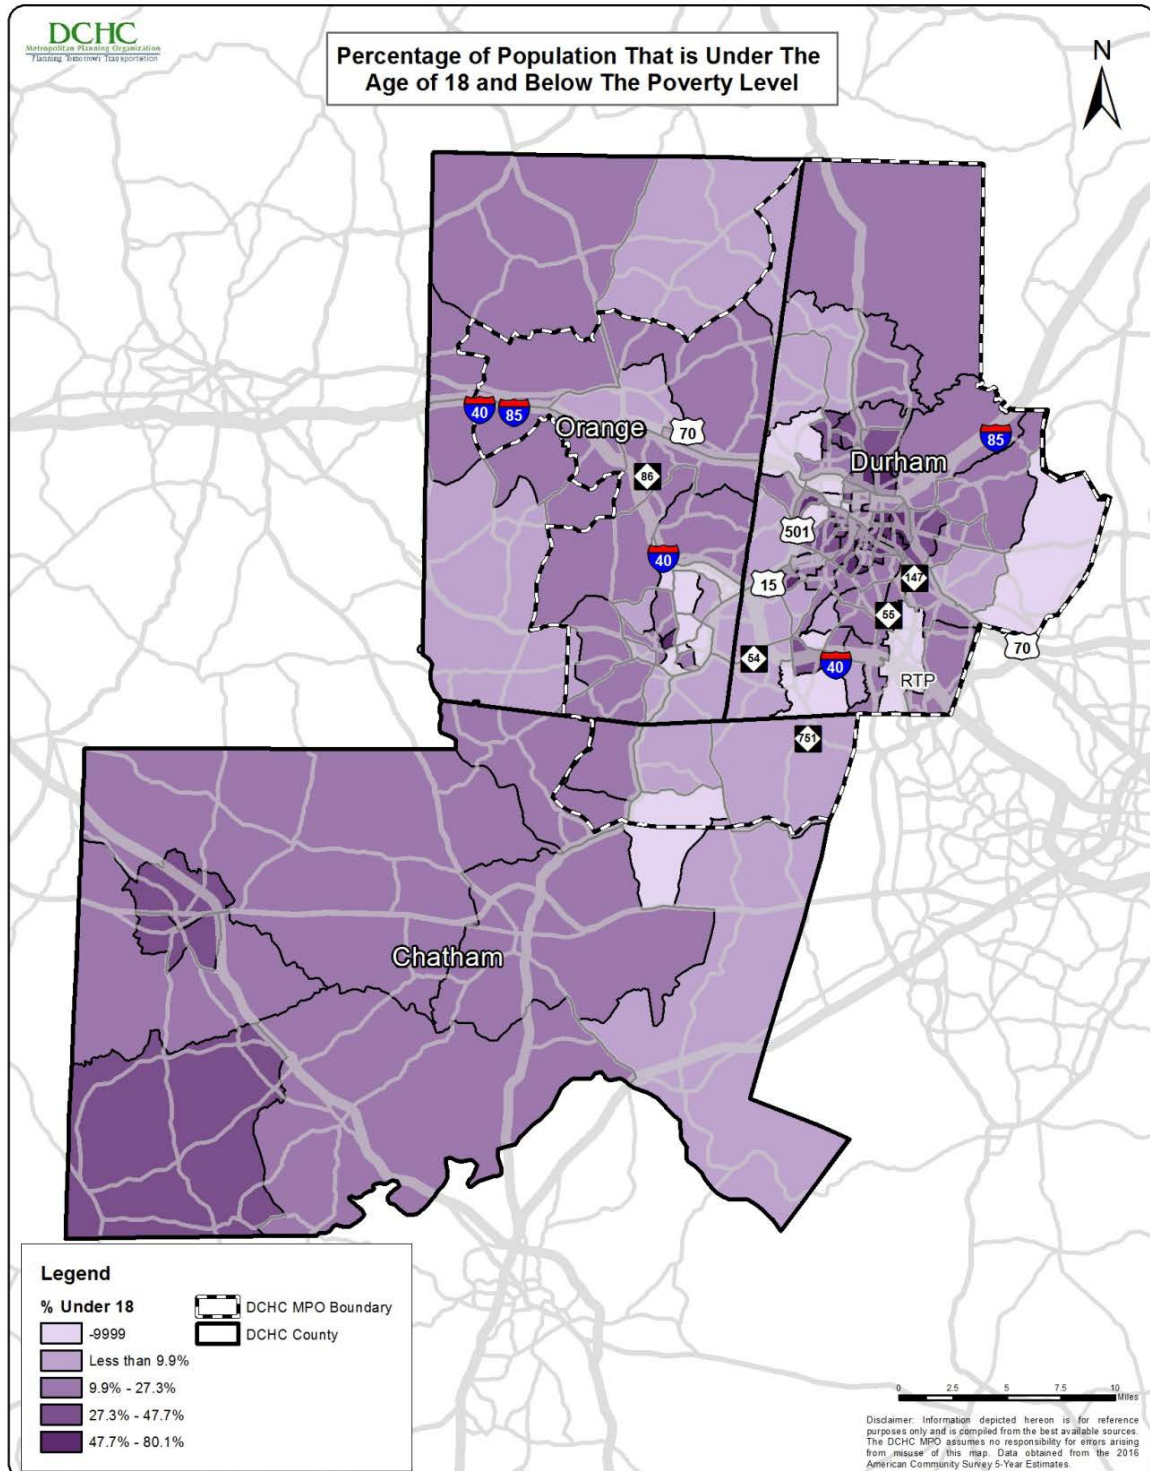 DCHC
Metropolitan Planning Organization
Planning Tomorrow's Transportation
Percentage of Population That is Under The
Age of 18 and Below The Poverty Level
N
40
85
Orange
70
86
85
Durham
501
40
15
147
55
54
40
70
RTP
751
Chatham
Legend
% Under 18
-9999
Less than 9.9%
9.9% - 27.3%
27.3% - 47.7%
47.7% - 80.1%
DCHC MPO Boundary
DCHC County
0 2.5 5 7.5 10
Miles
Disclaimer: Information depicted hereon is for reference
purposes only and is compiled from the best available sources.
The DCHC MPO assumes no responsibility for errors arising
from misuse of this map. Data obtained from the 2016
American Community Survey 5-Year Estimates.